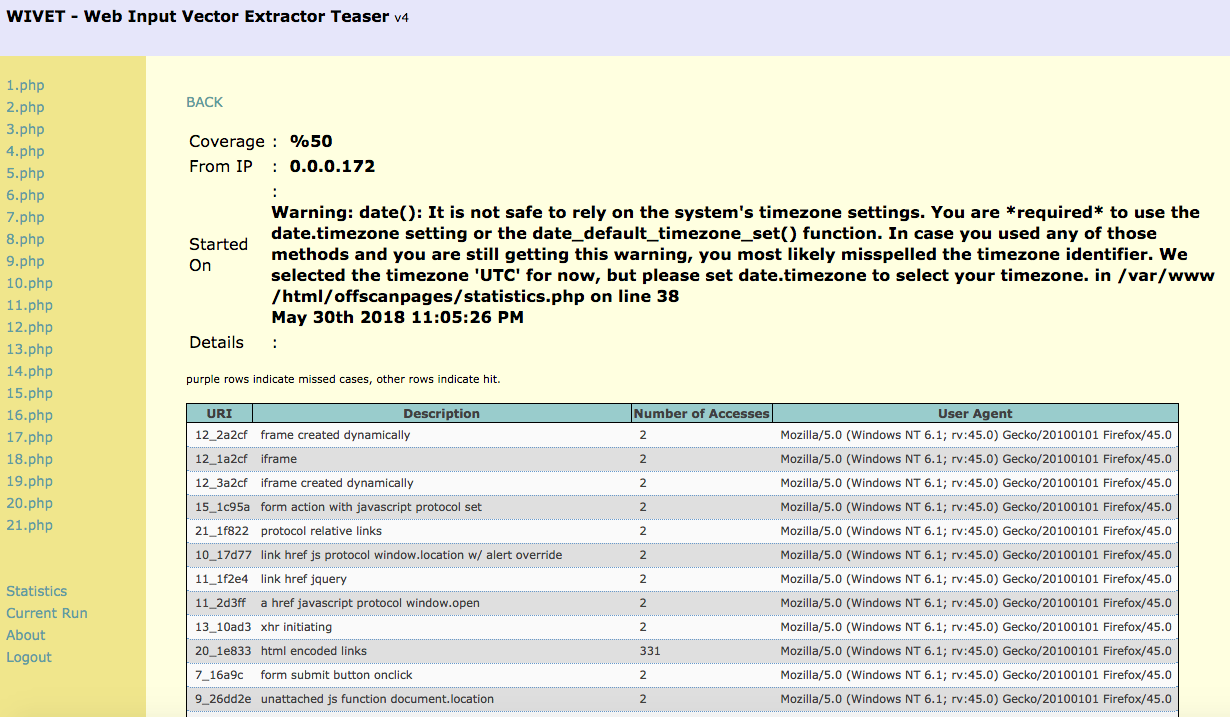 WIVET - Web Input Vector Extractor Teaser v4
1.php
2.php
3.php
4.php
5.php
6.php
7.php
8.php
9.php
10.php
11.php
12.php
13.php
14.php
15.php
16.php
17.php
18.php
19.php
20.php
21.php
Statistics
Current Run
About
Logout
BACK
Coverage : %50
From IP : 0.0.0.172
Started On :
Warning: date(): It is not safe to rely on the system's timezone settings. You are *required* to use the
date.timezone setting or the date_default_timezone_set() function. In case you used any of those
methods and you are still getting this warning, you most likely misspelled the timezone identifier. We
selected the timezone 'UTC' for now, but please set date.timezone to select your timezone. in /var/www
/html/offscanpages/statistics.php on line 38
May 30th 2018 11:05:26 PM
Details :
purple rows indicate missed cases, other rows indicate hit.
URI Description Number of Accesses User Agent
12_2a2cf frame created dynamically 2 Mozilla/5.0 (Windows NT 6.1; rv:45.0) Gecko/20100101 Firefox/45.0
12_1a2cf iframe 2 Mozilla/5.0 (Windows NT 6.1; rv:45.0) Gecko/20100101 Firefox/45.0
12_3a2cf iframe created dynamically 2 Mozilla/5.0 (Windows NT 6.1; rv:45.0) Gecko/20100101 Firefox/45.0
15_1c95a form action with javascript protocol set 2 Mozilla/5.0 (Windows NT 6.1; rv:45.0) Gecko/20100101 Firefox/45.0
21_1f822 protocol relative links 2 Mozilla/5.0 (Windows NT 6.1; rv:45.0) Gecko/20100101 Firefox/45.0
10_17d77 link href js protocol window.location w/ alert override 2 Mozilla/5.0 (Windows NT 6.1; rv:45.0) Gecko/20100101 Firefox/45.0
11_1f2e4 link href jquery 2 Mozilla/5.0 (Windows NT 6.1; rv:45.0) Gecko/20100101 Firefox/45.0
11_2d3ff a href javascript protocol window.open 2 Mozilla/5.0 (Windows NT 6.1; rv:45.0) Gecko/20100101 Firefox/45.0
13_10ad3 xhr initiating 2 Mozilla/5.0 (Windows NT 6.1; rv:45.0) Gecko/20100101 Firefox/45.0
20_1e833 html encoded links 331 Mozilla/5.0 (Windows NT 6.1; rv:45.0) Gecko/20100101 Firefox/45.0
7_16a9c form submit button onclick 2 Mozilla/5.0 (Windows NT 6.1; rv:45.0) Gecko/20100101 Firefox/45.0
9_26dd2e unattached js function document.location 2 Mozilla/5.0 (Windows NT 6.1; rv:45.0) Gecko/20100101 Firefox/45.0